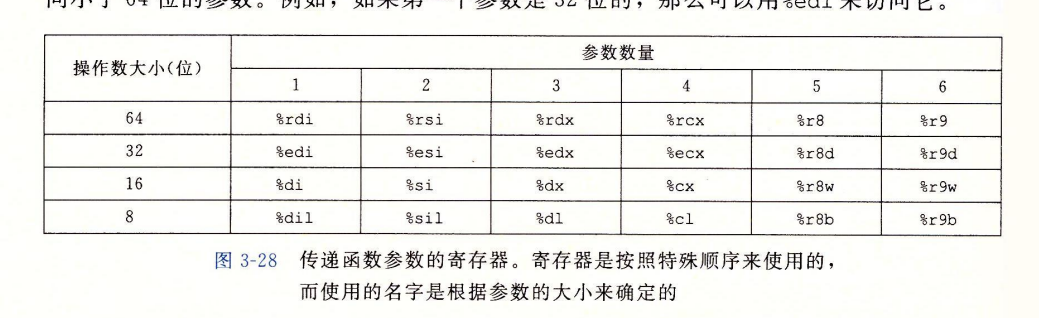 同小于 64 位的参数。例如，如果第一个参数是 32 位的，那么可以用%edi 来访问它。
操作数大小(位) 参数数量
1 2 3 4 5 6
64 %rdi %rsi %rdx %rcx %r8 %r9
32 %edi %esi %edx %ecx %r8d %r9d
16 %di %si %dx %cx %r8w %r9w
8 %dil %sil %dl %cl %r8b %r9b
图 3-28 传递函数参数的寄存器。寄存器是按照特殊顺序来使用的，
而使用的名字是根据参数的大小来确定的